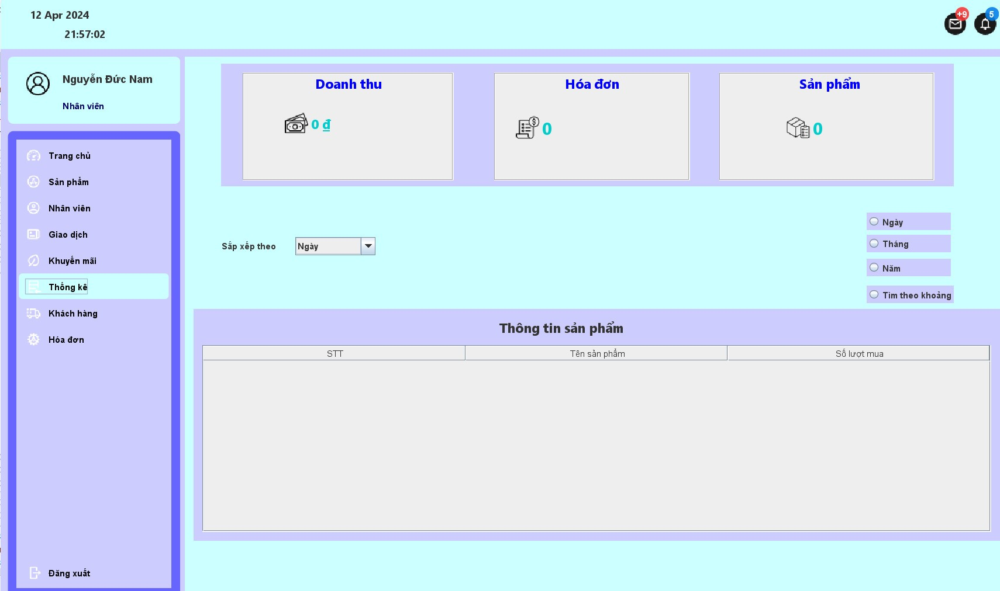 12 Apr 2024
21:57:02
+9
5
Nguyễn Đức Nam
Nhân viên
Trang chủ
Sản phẩm
Nhân viên
Giao dịch
Khuyến mãi
Thống kê
Khách hàng
Hóa đơn
Đăng xuất
Doanh thu
0 ₫
Hóa đơn
0
Sản phẩm
0
Sắp xếp theo
Ngày
Ngày
Tháng
Năm
Tìm theo khoảng
Thông tin sản phẩm
STT
Tên sản phẩm
Số lượt mua